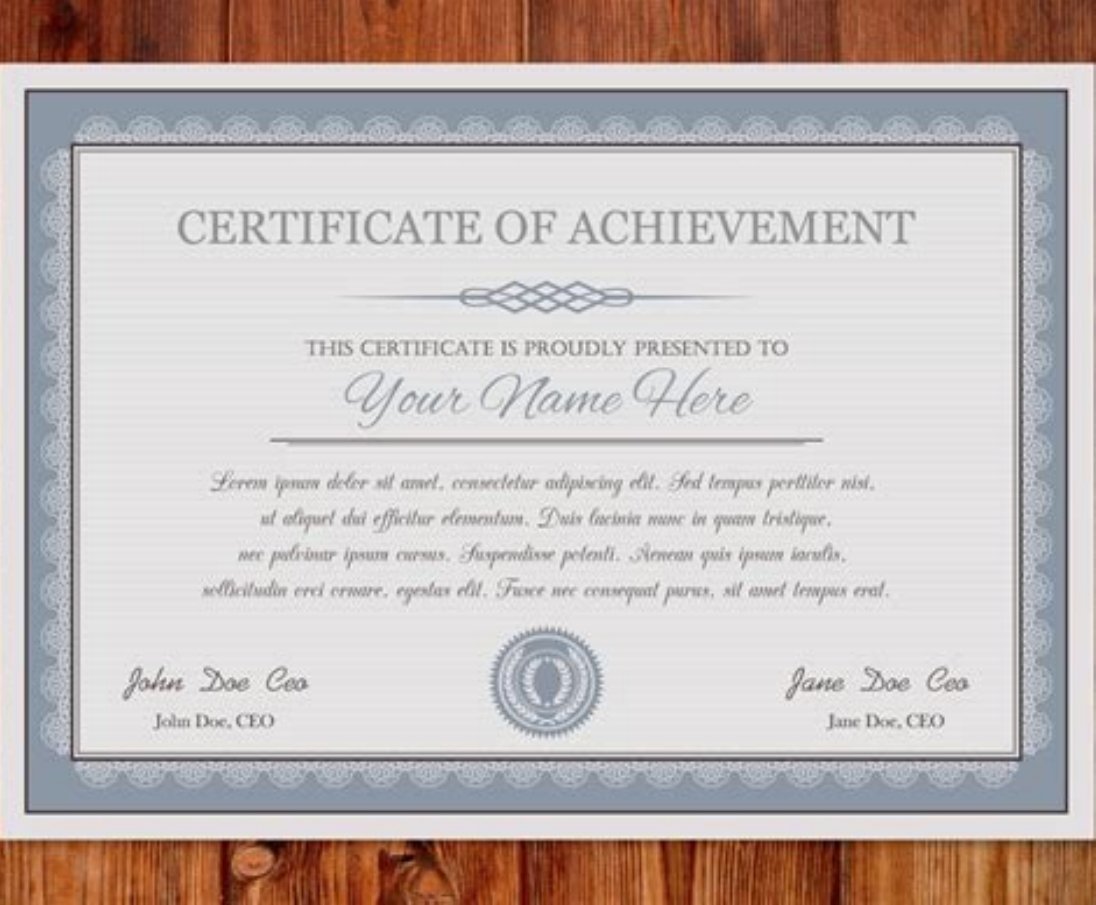 CERTIFICATE OF ACHIEVEMENT
THIS CERTIFICATE IS PROUDLY PRESENTED TO
Your Name Here
Lorem ipsum dolor sit amet, consectetur adipiscing elit. Sed tempus porttitor nisi,
ut aliquet dui efficitur elementum. Duis lacinia nunc in quam tristique,
nec pulvinar ipsum cursus. Suspendisse potenti. Aenean quis ipsum iaculis,
sollicitudin orci ornare, egestas elit. Fusce nec consequat purus, sit amet tempus erat.
John Doe Ceo
Jane Doe Ceo
John Doe, CEO
Jane Doe, CEO